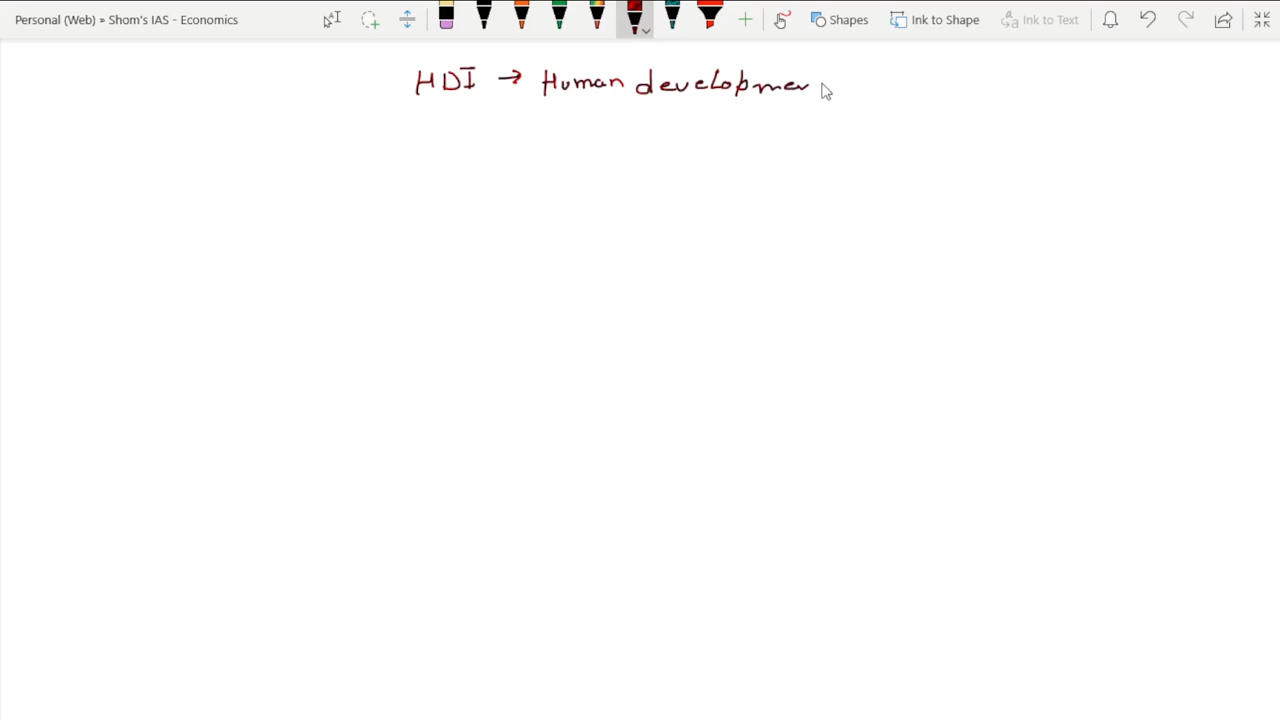 Personal (Web) » Shom's IAS - Economics
Shapes
Ink to Shape
Ink to Text
HDI → Human developmen